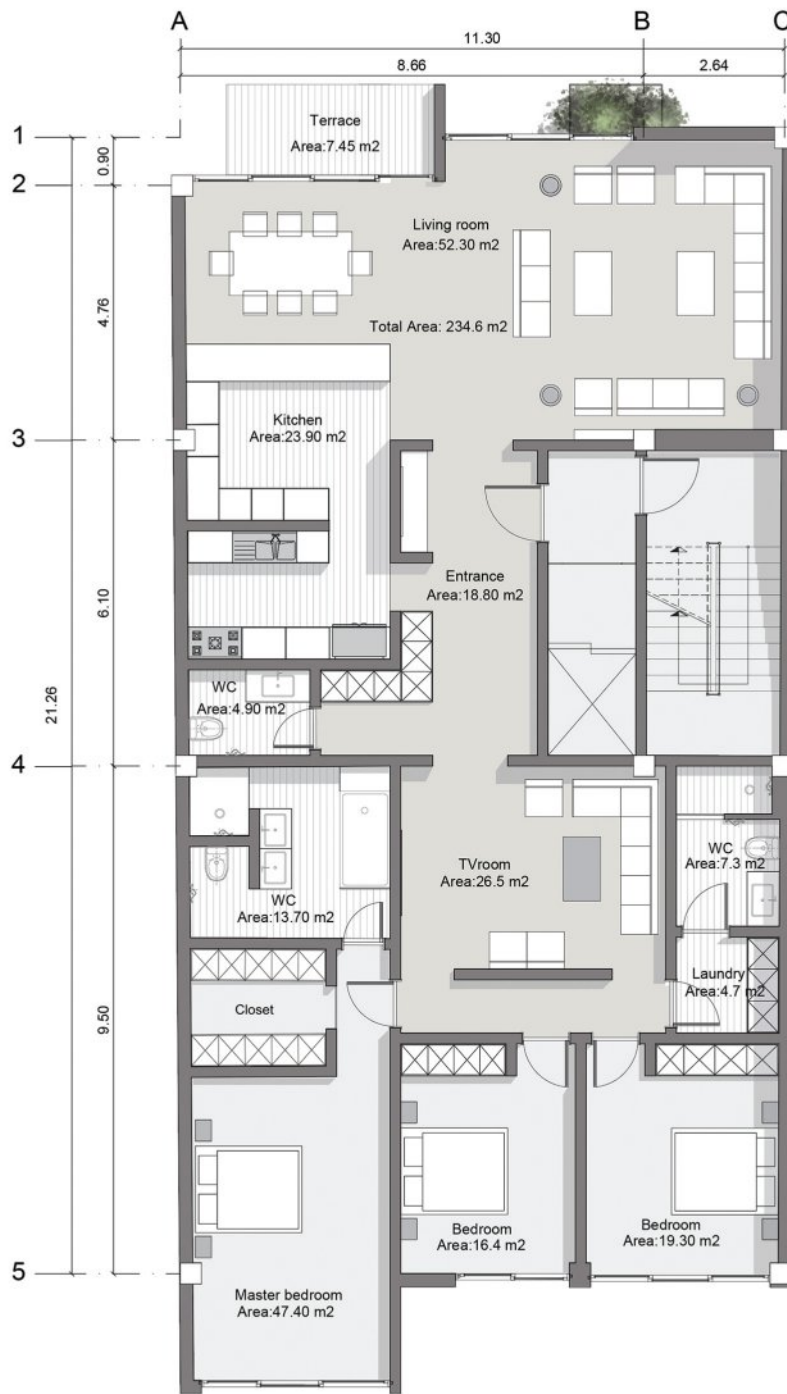 A
B
C
11.30
8.66
2.64
1
Terrace
Area:7.45 m2
0.90
2
Living room
Area:52.30 m2
4.76
Total Area: 234.6 m2
Kitchen
Area:23.90 m2
3
Entrance
Area:18.80 m2
6.10
21.26
WC
Area:4.90 m2
4
TVroom
Area:26.5 m2
WC
Area:7.3 m2
WC
Area:13.70 m2
Laundry
Area:4.7 m2
9.50
Closet
Bedroom
Area:16.4 m2
Bedroom
Area:19.30 m2
5
Master bedroom
Area:47.40 m2